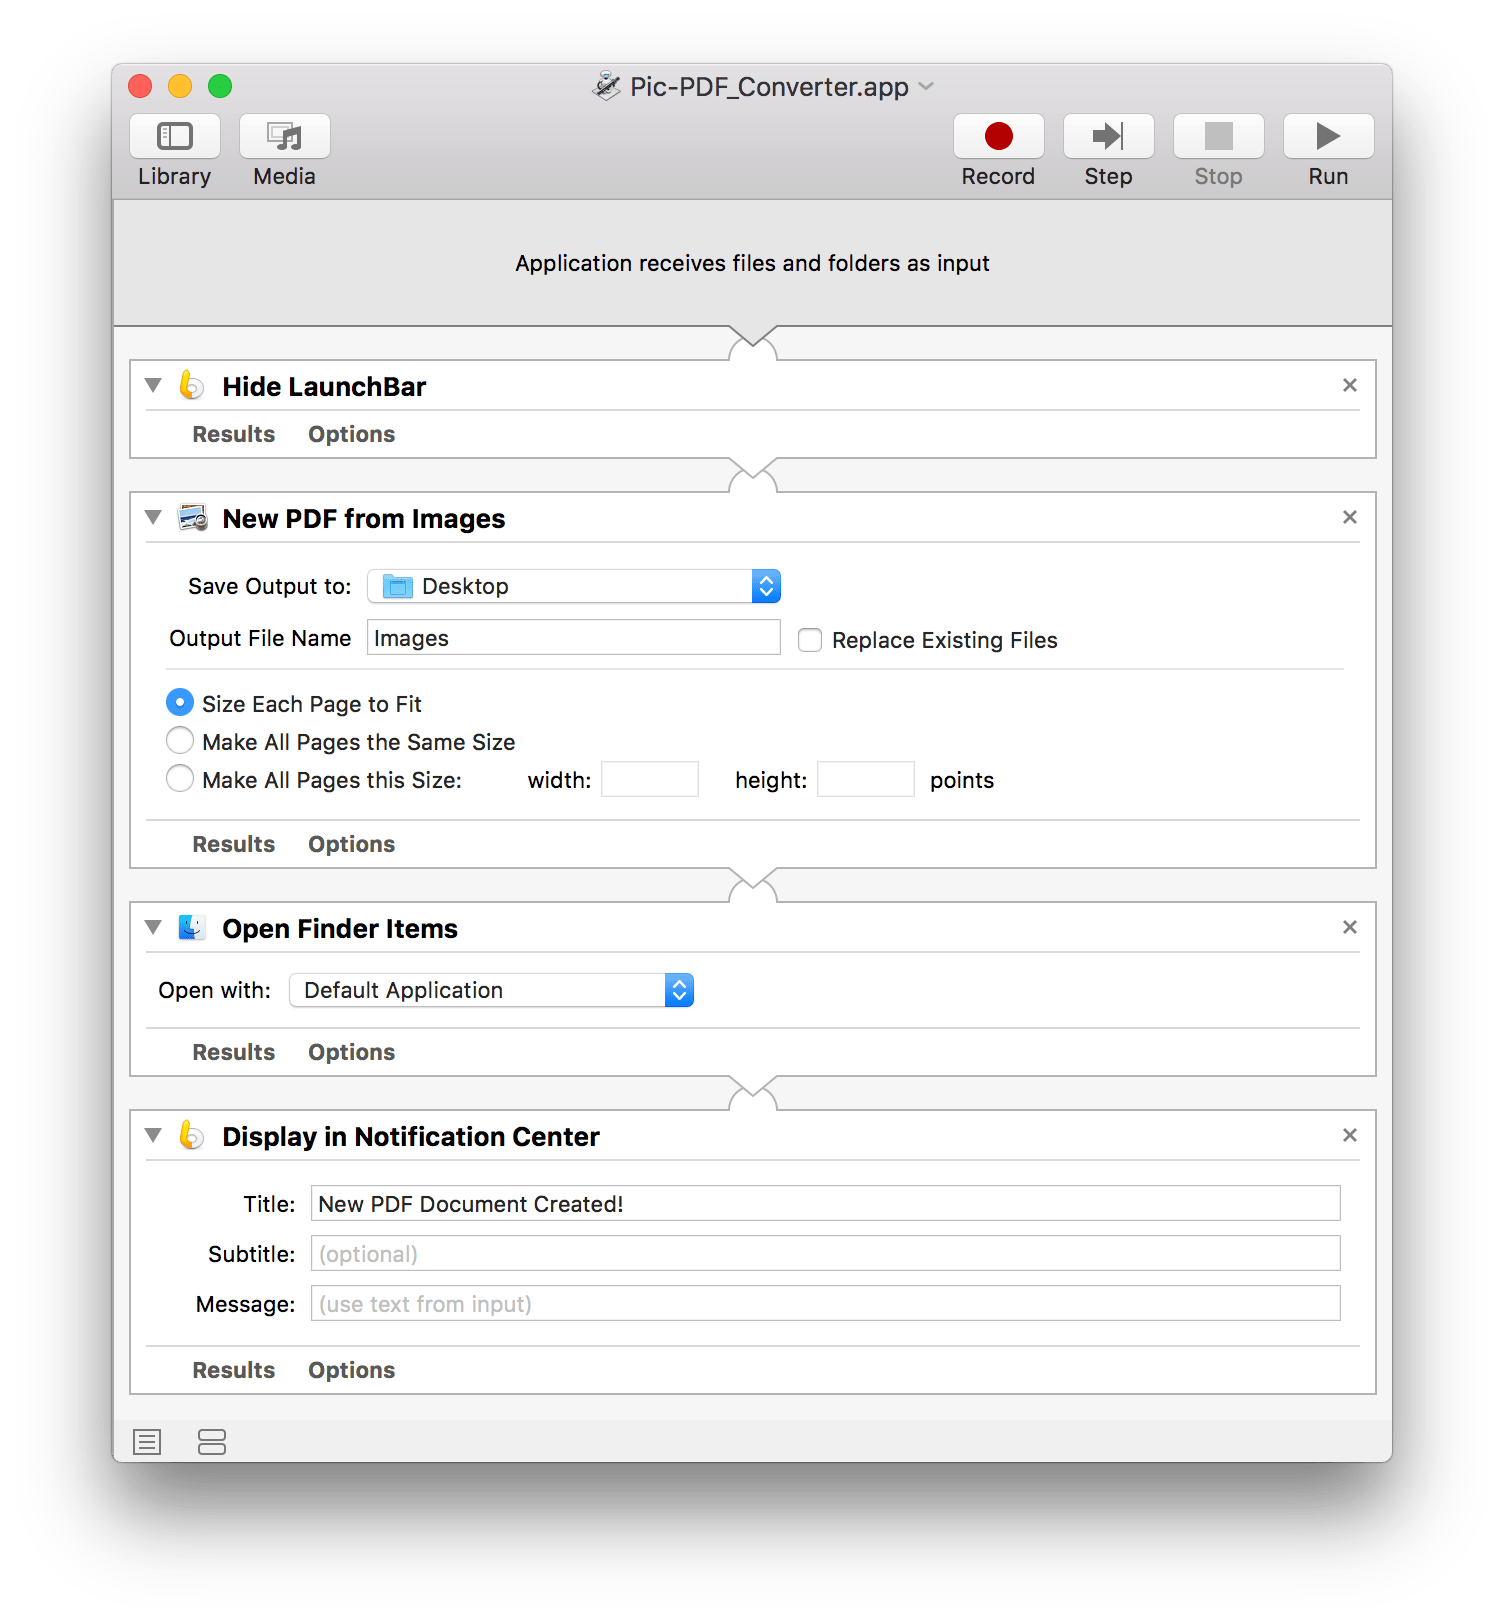 Pic-PDF_Converter.app
Library Media Record Step Stop Run
Application receives files and folders as input
Hide LaunchBar
Results Options
New PDF from Images
Save Output to: Desktop
Output File Name Images Replace Existing Files
Size Each Page to Fit
Make All Pages the Same Size
Make All Pages this Size: width: height: points
Results Options
Open Finder Items
Open with: Default Application
Results Options
Display in Notification Center
Title: New PDF Document Created!
Subtitle: (optional)
Message: (use text from input)
Results Options